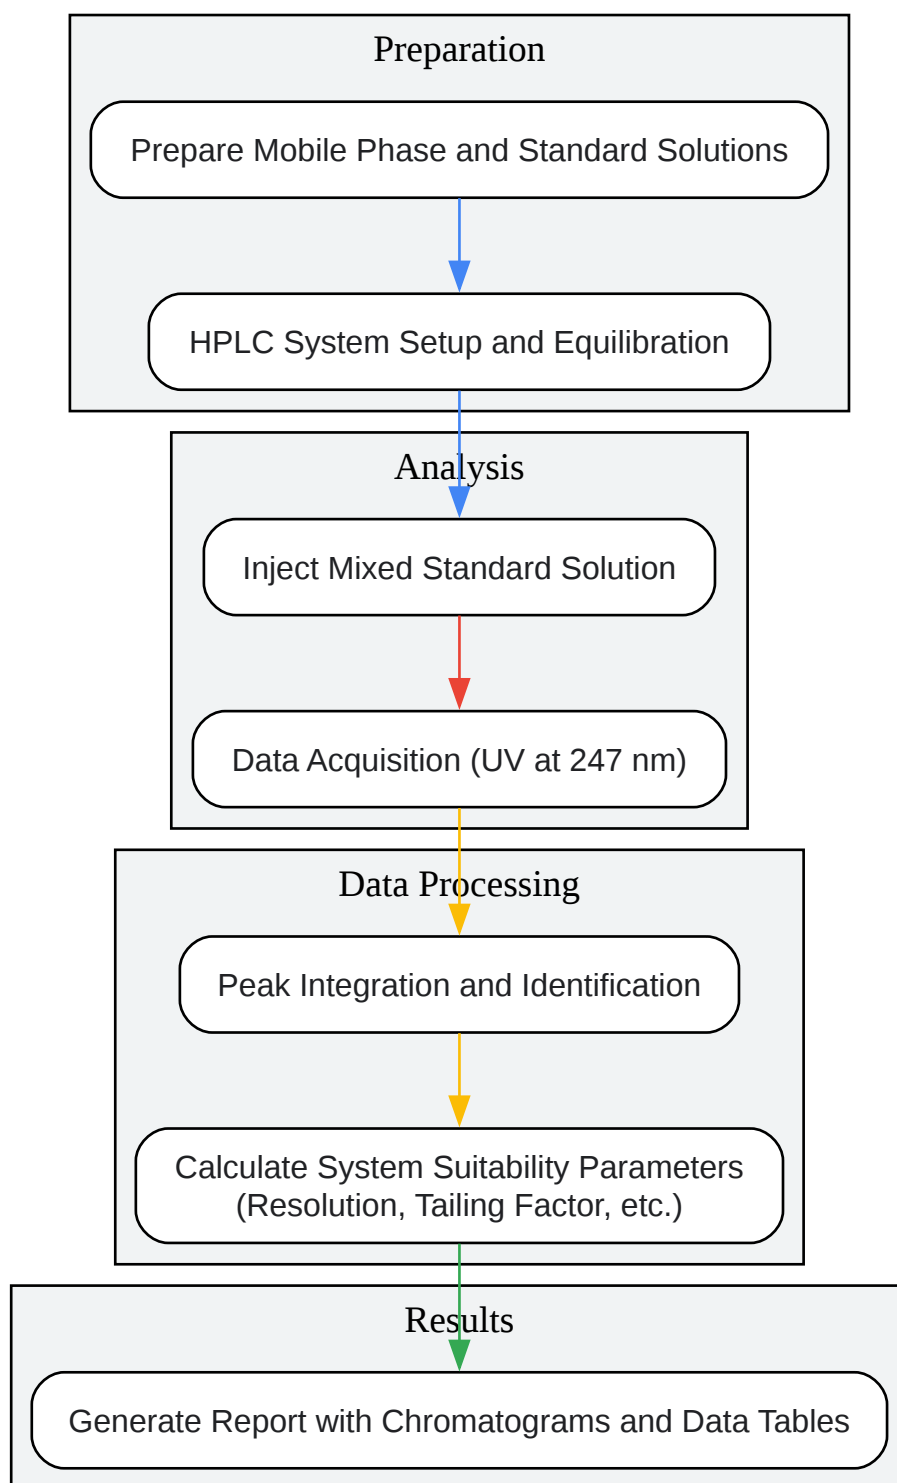 Preparation
Prepare Mobile Phase and Standard Solutions
HPLC System Setup and Equilibration
Analysis
Inject Mixed Standard Solution
Data Acquisition (UV at 247 nm)
Data Processing
Peak Integration and Identification
Calculate System Suitability Parameters
(Resolution, Tailing Factor, etc.)
Results
Generate Report with Chromatograms and Data Tables